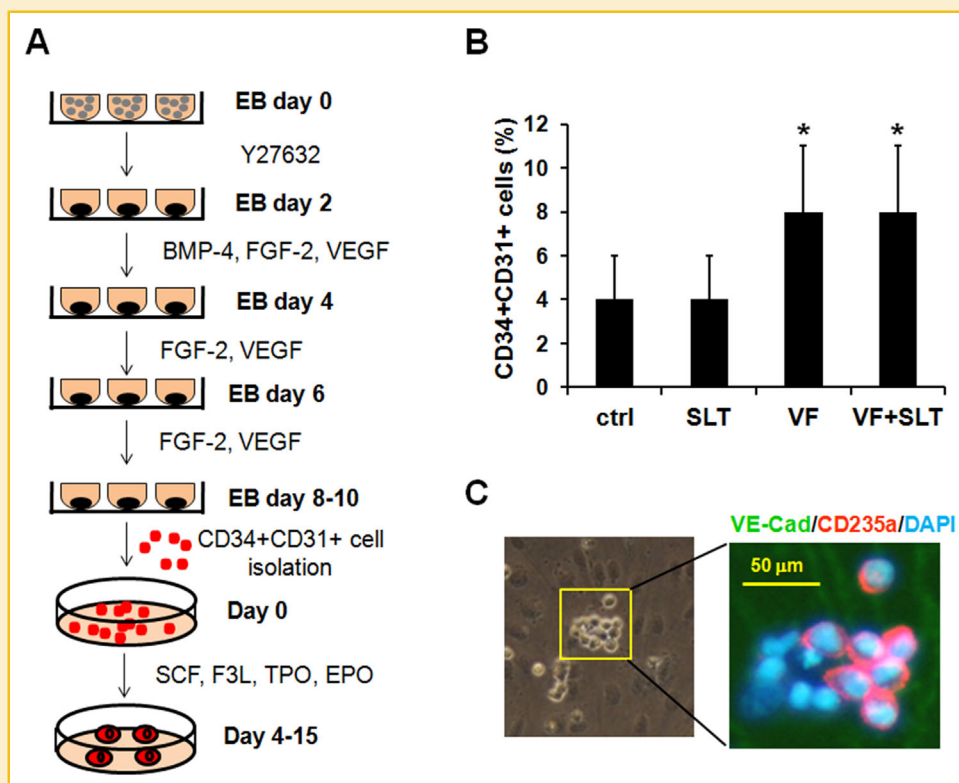 A
EB day 0
Y27632
EB day 2
BMP-4, FGF-2, VEGF
EB day 4
FGF-2, VEGF
EB day 6
FGF-2, VEGF
EB day 8-10
CD34+CD31+ cell
isolation
Day 0
SCF, F3L, TPO, EPO
Day 4-15
B
CD34+CD31+ cells (%)
12
10
8
6
4
2
0
* *
ctrl SLT VF VF+SLT
C
VE-Cad/CD235a/DAPI
50 µm